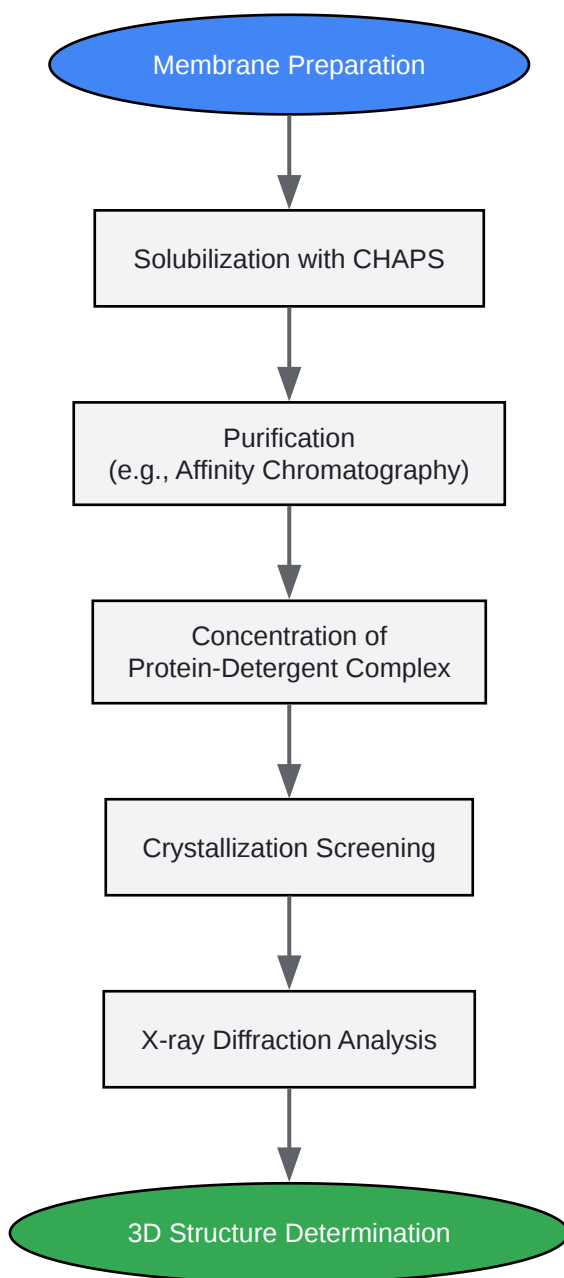 Membrane Preparation
Solubilization with CHAPS
Purification
(e.g., Affinity Chromatography)
Concentration of
Protein-Detergent Complex
Crystallization Screening
X-ray Diffraction Analysis
3D Structure Determination